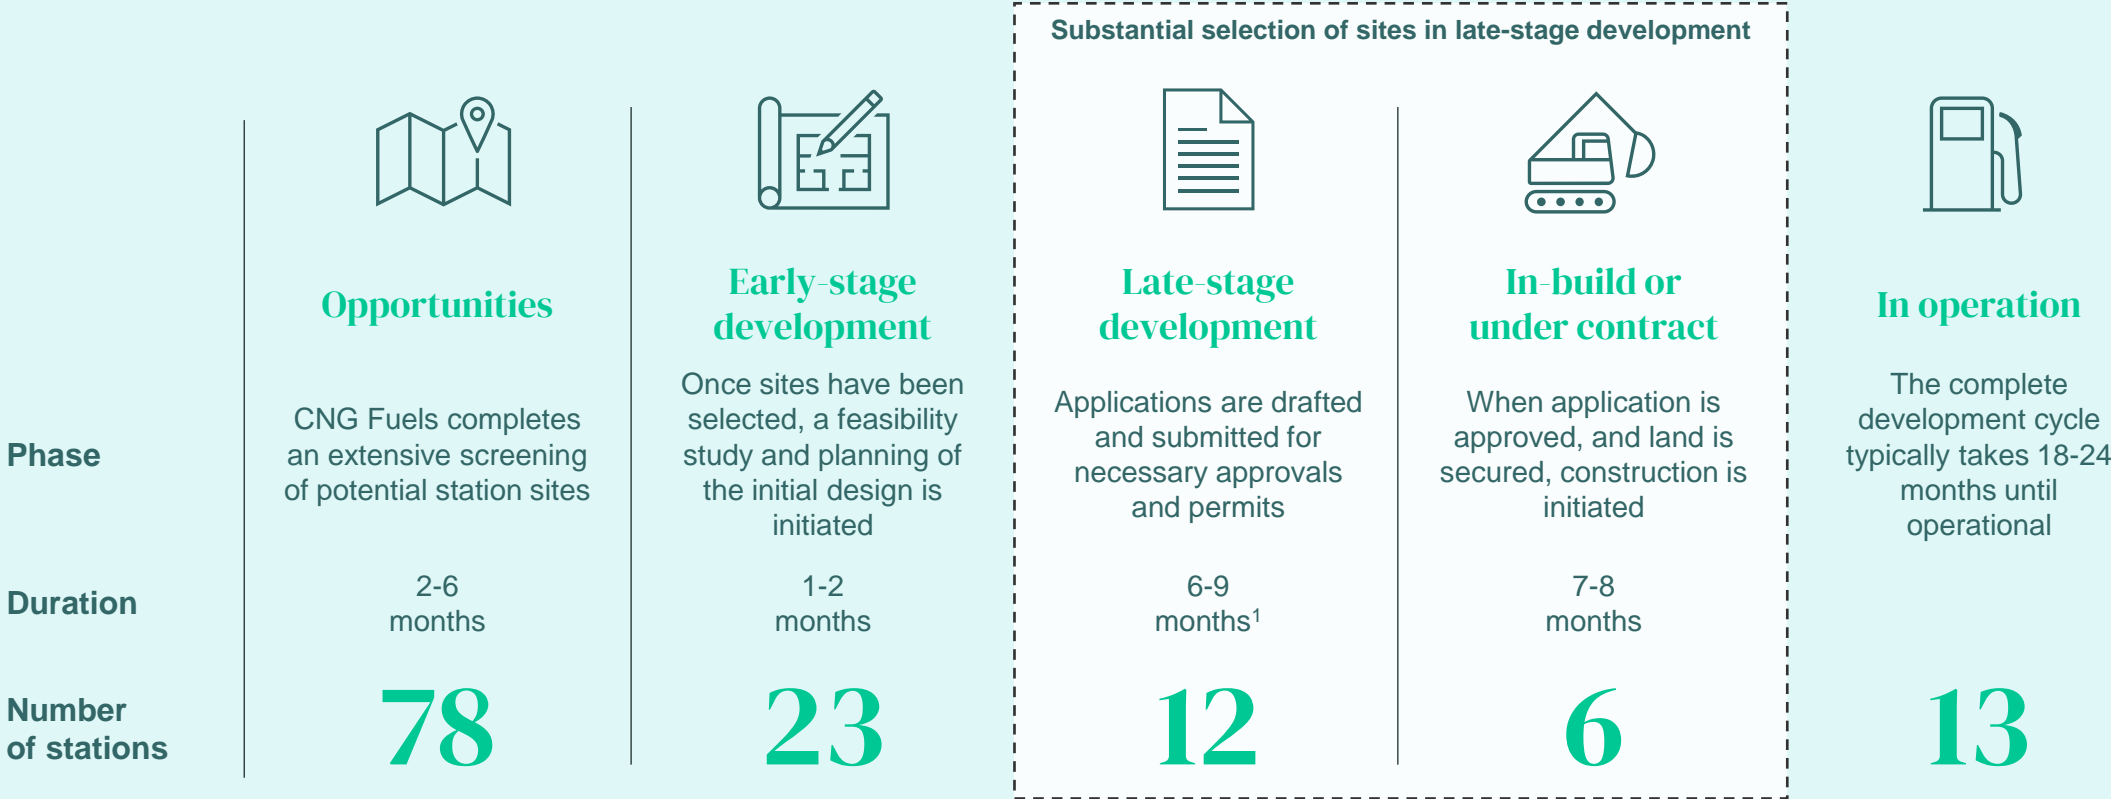 Substantial selection of sites in late-stage development
Opportunities
Early-stage
development
Late-stage
development
In-build or
under contract
In operation
Phase
CNG Fuels completes
an extensive screening
of potential station sites
Once sites have been
selected, a feasibility
study and planning of
the initial design is
initiated
Applications are drafted
and submitted for
necessary approvals
and permits
When application is
approved, and land is
secured, construction is
initiated
The complete
development cycle
typically takes 18-24
months until
operational
Duration
2-6
months
1-2
months
6-9
months¹
7-8
months
Number
of stations
78
23
12
6
13